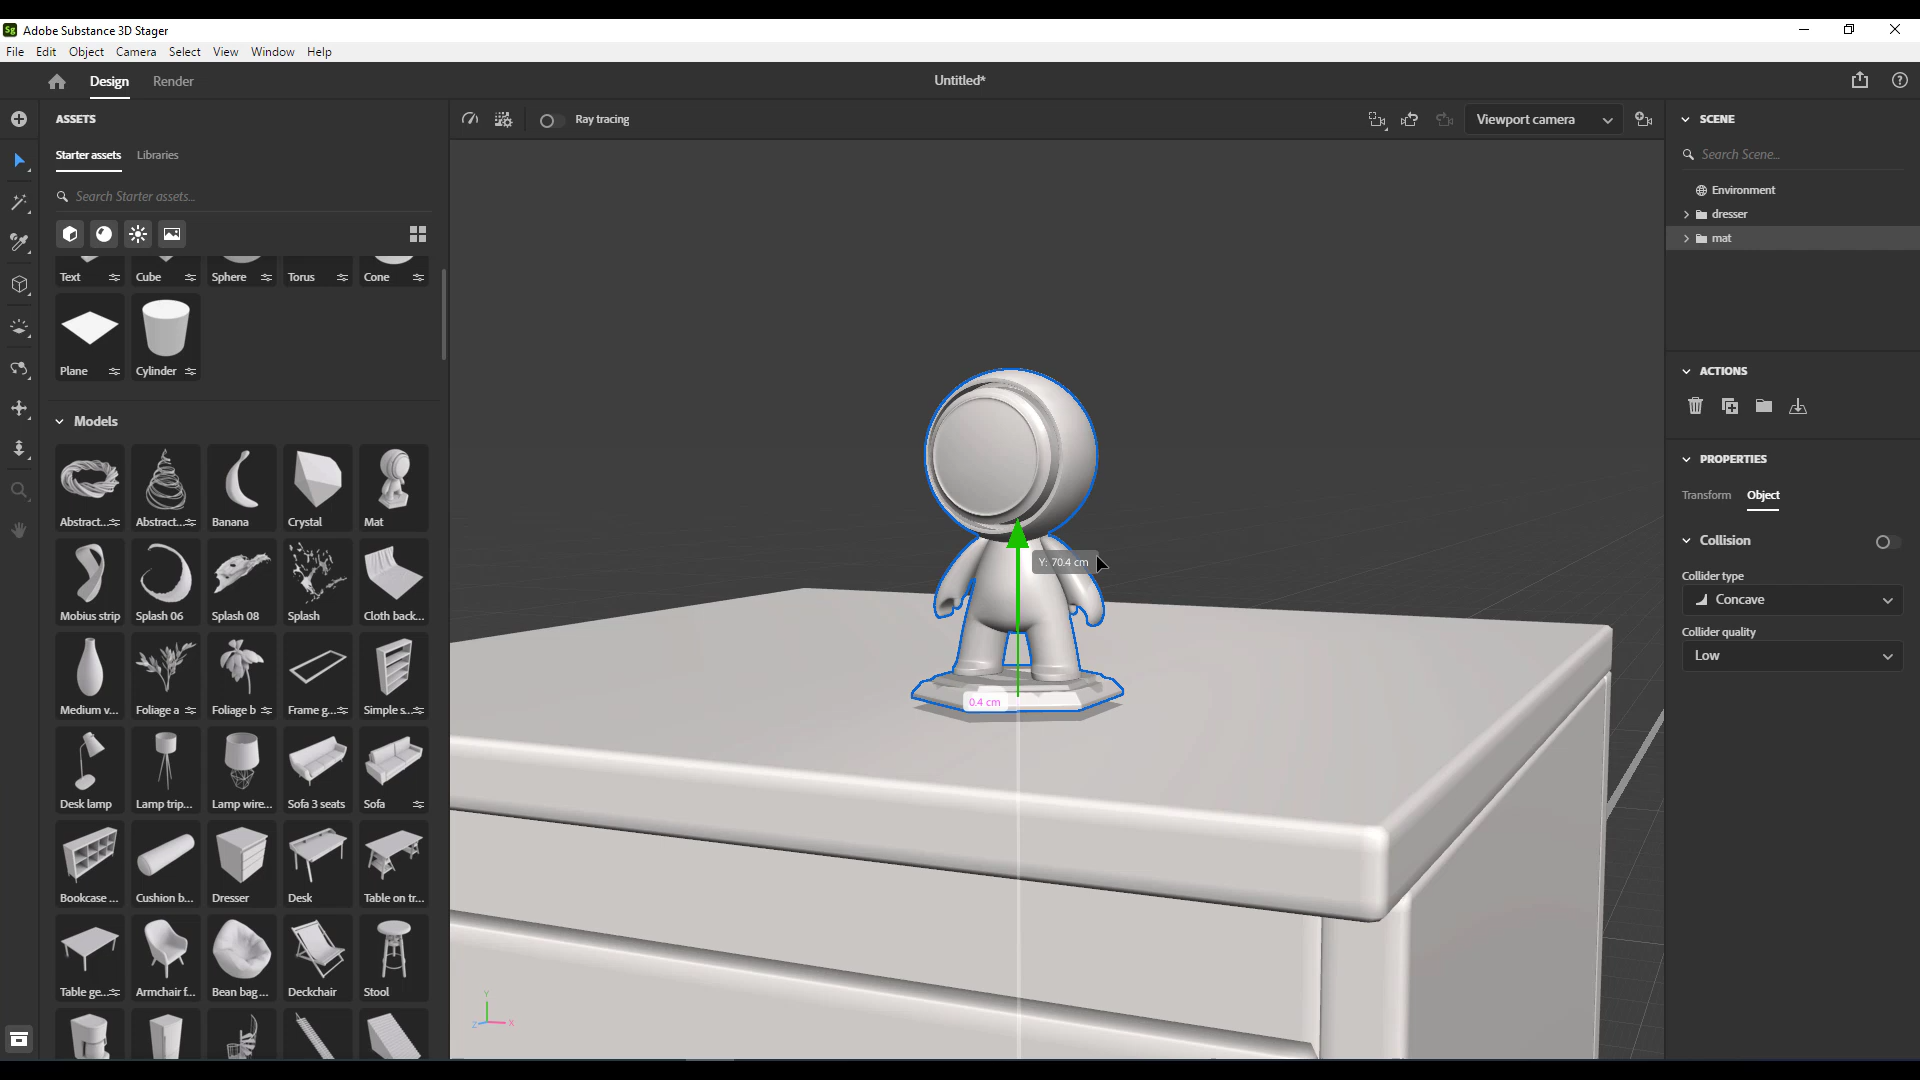 Sg Adobe Substance 3D Stager
File Edit Object Camera Select View Window Help
Design Render Untitled*
ASSETS
Starter assets Libraries
Search Starter assets...
Text Cube Sphere Torus Cone
Plane Cylinder
Models
Abstract... Abstract... Banana Crystal Mat
Mobius strip Splash 06 Splash 08 Splash Cloth back...
Medium v... Foliage a Foliage b Frame g... Simple s...
Desk lamp Lamp trip... Lamp wire... Sofa 3 seats Sofa
Bookcase ... Cushion b... Dresser Desk Table on tr...
Table ge... Armchair f... Bean bag ... Deckchair Stool
Ray tracing
Viewport camera
Y: 70.4 cm
0.4 cm
Y
Z X
SCENE
Search Scene...
Environment
dresser
mat
ACTIONS
PROPERTIES
Transform Object
Collision
Collider type
Concave
Collider quality
Low